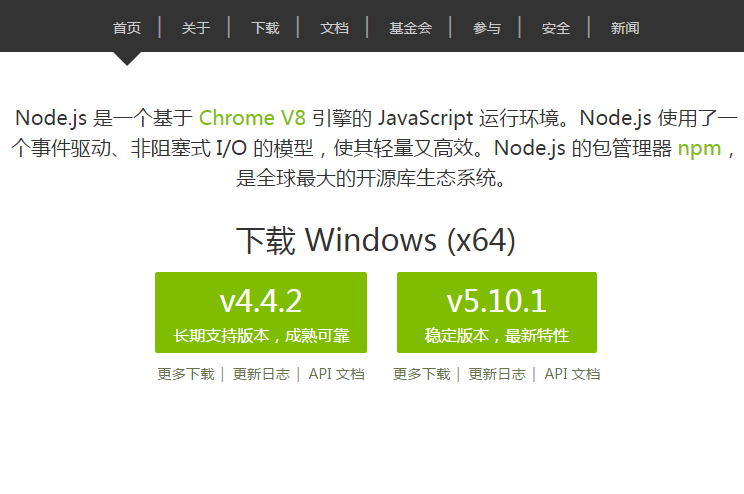 首页 | 关于 | 下载 | 文档 | 基金会 | 参与 | 安全 | 新闻
Node.js 是一个基于 Chrome V8 引擎的 JavaScript 运行环境。Node.js 使用了一
个事件驱动、非阻塞式 I/O 的模型，使其轻量又高效。Node.js 的包管理器 npm，
是全球最大的开源库生态系统。
下载 Windows (x64)
v4.4.2
长期支持版本，成熟可靠
v5.10.1
稳定版本，最新特性
更多下载 | 更新日志 | API 文档
更多下载 | 更新日志 | API 文档